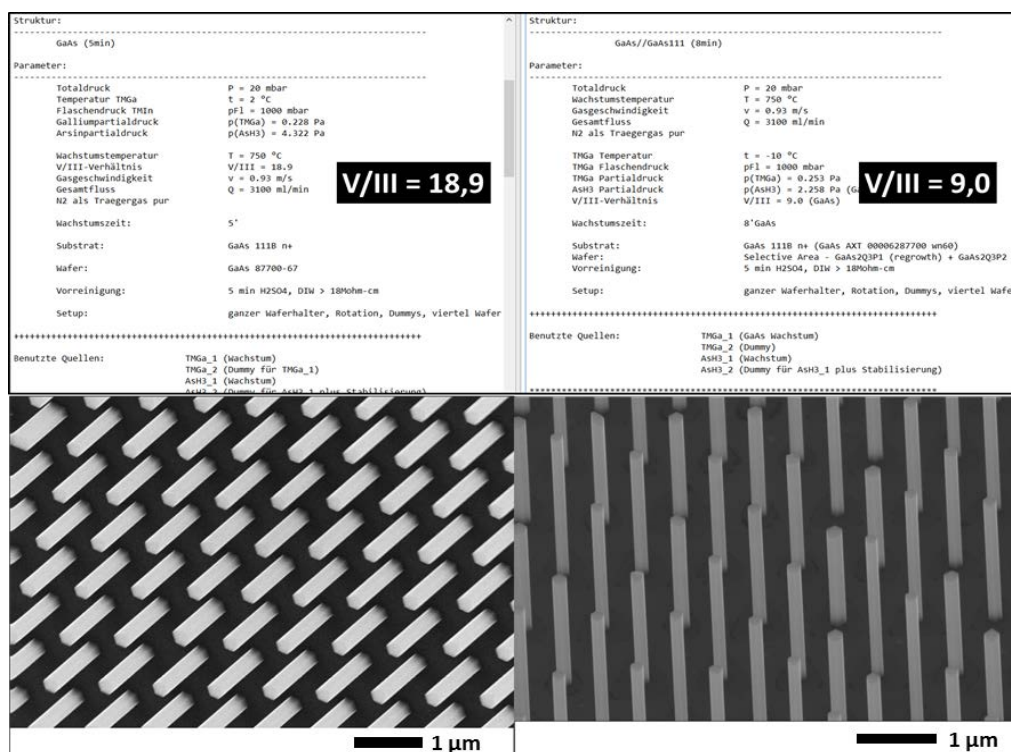 Struktur:
GaAs (5min)
Parameter:
Totaldruck P = 20 mbar
Temperatur TMGa t = 2 °C
Flaschendruck TMIn pFl = 1000 mbar
Galliumpartialdruck p(TMGa) = 0.228 Pa
Arsinpartialdruck p(AsH3) = 4.322 Pa
Wachstumstemperatur T = 750 °C
V/III-Verhältnis V/III = 18.9
Gasgeschwindigkeit v = 0.93 m/s
Gesamtfluss Q = 3100 ml/min
N2 als Traegergas pur
V/III = 18,9
Wachstumszeit: 5'
Substrat: GaAs 111B n+
Wafer: GaAs 87700-67
Vorreinigung: 5 min H2SO4, DIW > 18Mohm-cm
Setup: ganzer Waferhalter, Rotation, Dummys, viertel Wafer
++++++++++++++++++++++++++++++++++++++++++++++++++++++++++++++++++++++++++++++++
Benutzte Quellen: TMGa_1 (Wachstum)
TMGa_2 (Dummy für TMGa_1)
AsH3_1 (Wachstum)
AsH3_2 (Dummy für AsH3_1 plus Stabilisierung)
Struktur:
GaAs//GaAs111 (8min)
Parameter:
Totaldruck P = 20 mbar
Wachstumstemperatur T = 750 °C
Gasgeschwindigkeit v = 0.93 m/s
Gesamtfluss Q = 3100 ml/min
N2 als Traegergas pur
TMGa Temperatur t = -10 °C
TMGa Flaschendruck pFl = 1000 mbar
TMGa Partialdruck p(TMGa) = 0.253 Pa
AsH3 Partialdruck p(AsH3) = 2.258 Pa (Ga
V/III-Verhältnis V/III = 9.0 (GaAs)
V/III = 9,0
Wachstumszeit: 8'GaAs
Substrat: GaAs 111B n+ (GaAs AXT 00006287700 wn60)
Wafer: Selective Area - GaAs2Q3P1 (regrowth) + GaAs2Q3P2
Vorreinigung: 5 min H2SO4, DIW > 18Mohm-cm
Setup: ganzer Waferhalter, Rotation, Dummys, viertel Wafe
++++++++++++++++++++++++++++++++++++++++++++++++++++++++++++++++++++++++++++++++
Benutzte Quellen: TMGa_1 (GaAs Wachstum)
TMGa_2 (Dummy)
AsH3_1 (Wachstum)
AsH3_2 (Dummy für AsH3_1 plus Stabilisierung)
1 µm
1 µm